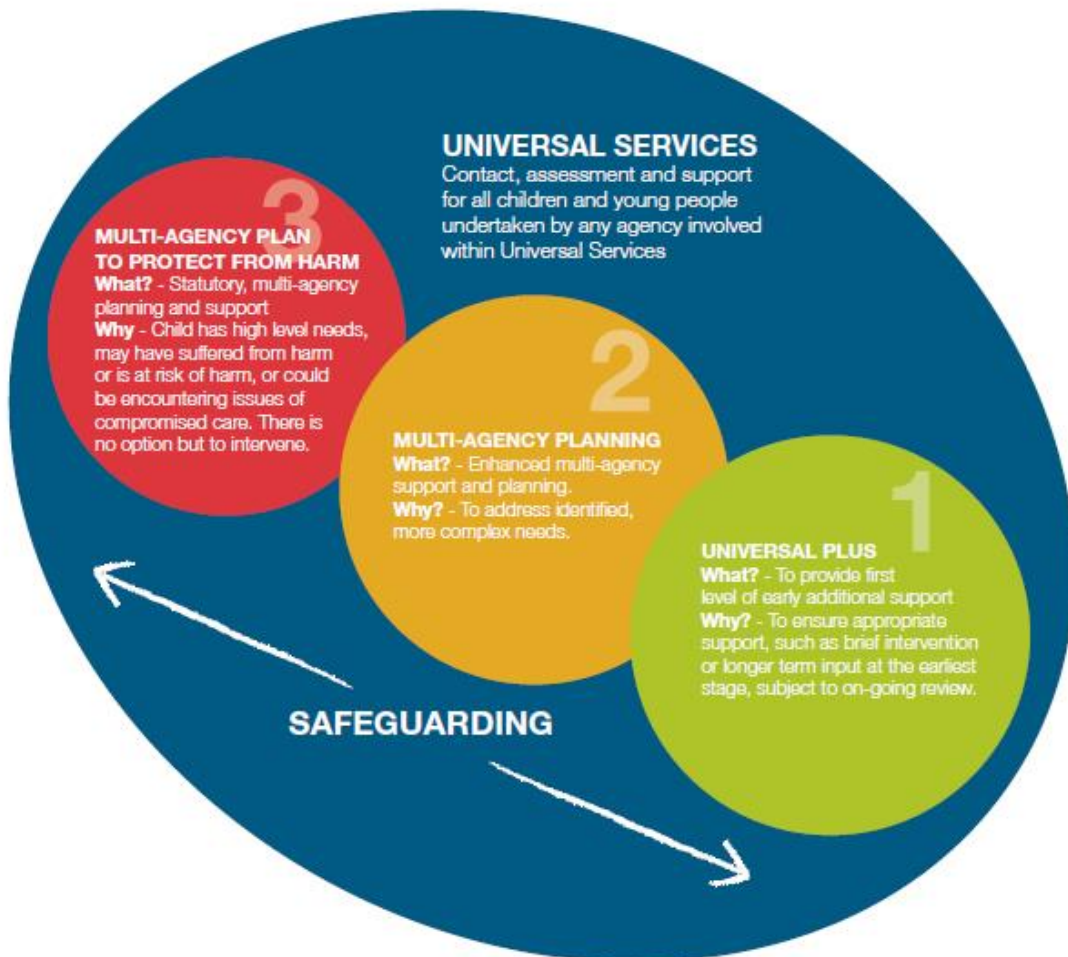 UNIVERSAL SERVICES
Contact, assessment and support
for all children and young people
undertaken by any agency involved
within Universal Services
3
MULTI-AGENCY PLAN
TO PROTECT FROM HARM
What? - Statutory, multi-agency
planning and support
Why - Child has high level needs,
may have suffered from harm
or is at risk of harm, or could
be encountering issues of
compromised care. There is
no option but to intervene.
2
MULTI-AGENCY PLANNING
What? - Enhanced multi-agency
support and planning.
Why? - To address identified,
more complex needs.
1
UNIVERSAL PLUS
What? - To provide first
level of early additional support
Why? - To ensure appropriate
support, such as brief intervention
or longer term input at the earliest
stage, subject to on-going review.
SAFEGUARDING